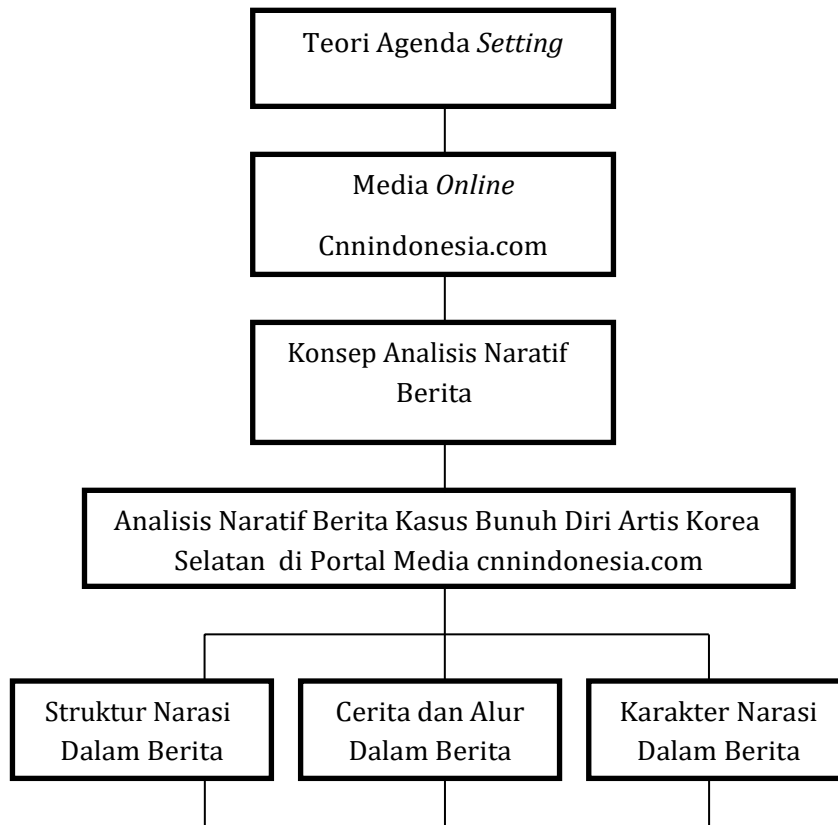 Teori Agenda Setting
Media Online
Cnnindonesia.com
Konsep Analisis Naratif
Berita
Analisis Naratif Berita Kasus Bunuh Diri Artis Korea
Selatan di Portal Media cnnindonesia.com
Struktur Narasi
Dalam Berita
Cerita dan Alur
Dalam Berita
Karakter Narasi
Dalam Berita